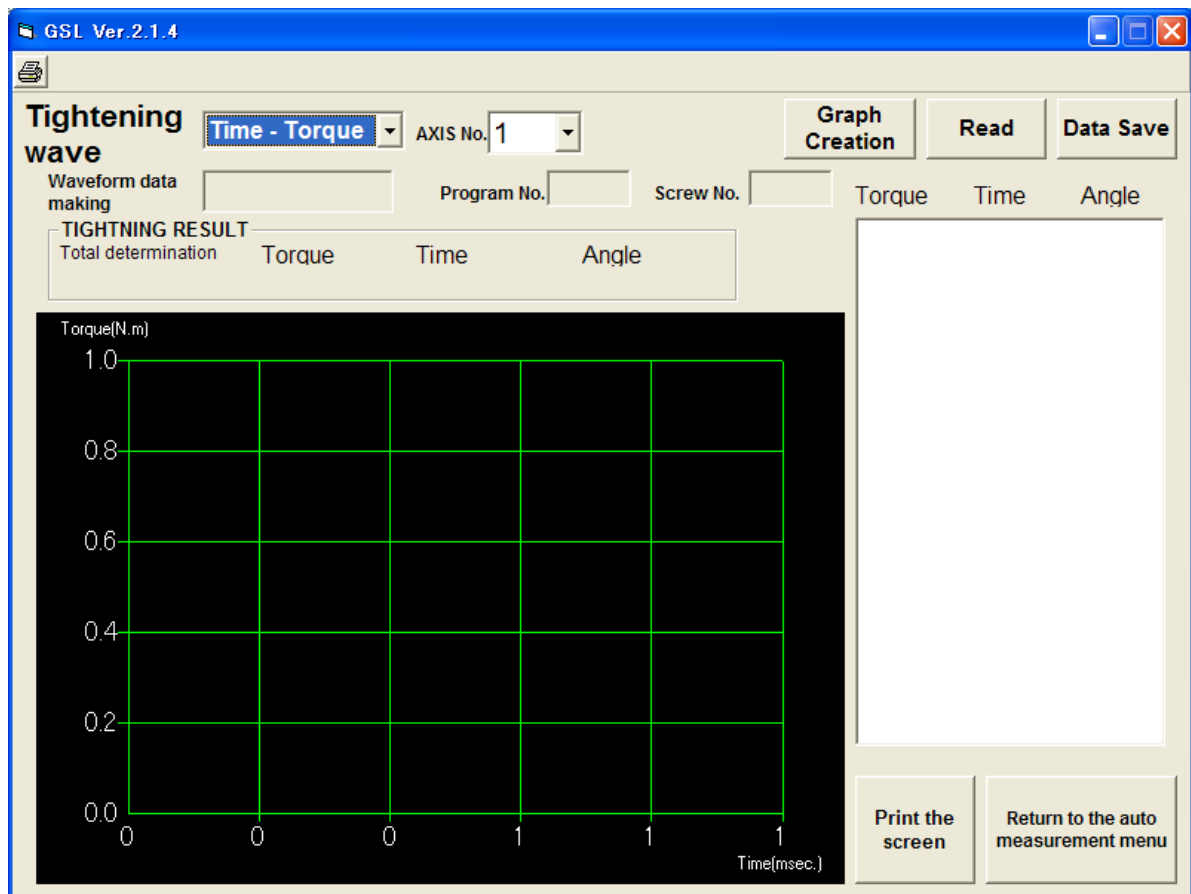 GSL Ver.2.1.4
Tightening
wave
Time - Torque
AXIS No.
1
Graph
Creation
Read
Data Save
Waveform data
making
Program No.
Screw No.
Torque
Time
Angle
TIGHTNING RESULT
Total determination
Torque
Time
Angle
Torque(N.m)
1.0
0.8
0.6
0.4
0.2
0.0
0
0
0
1
1
1
Time(msec.)
Print the
screen
Return to the auto
measurement menu